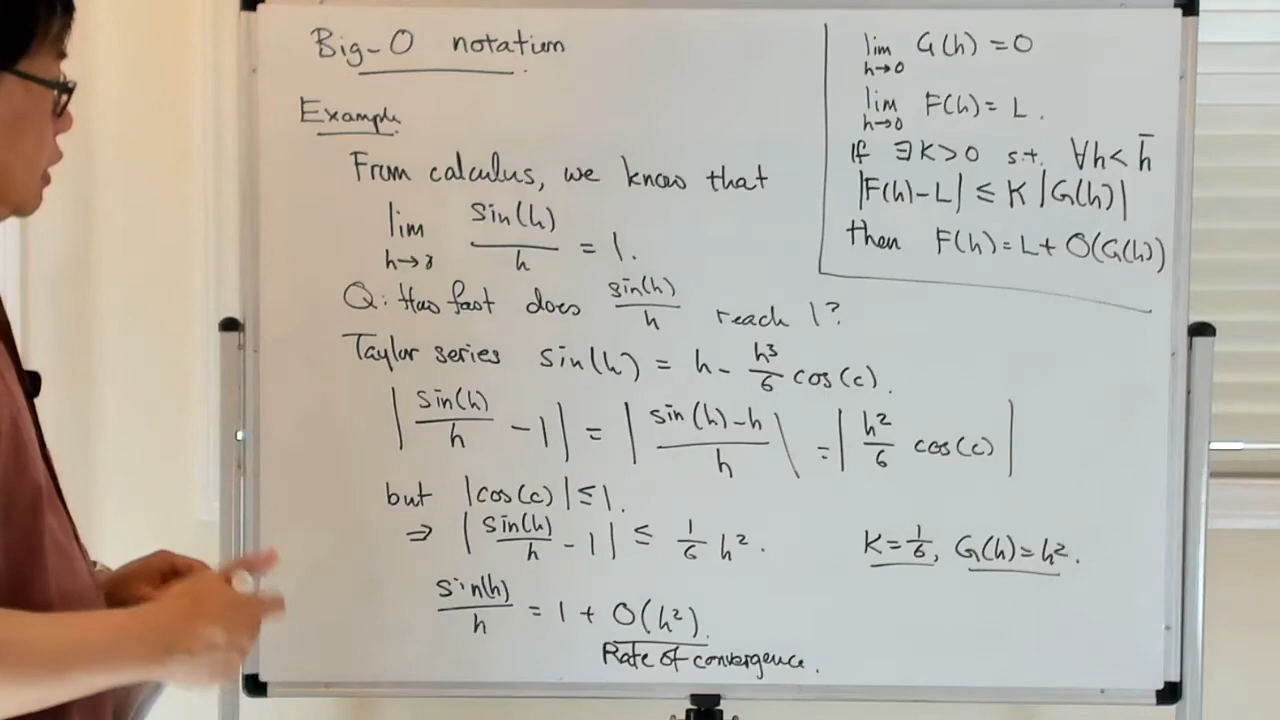 Big-O notation
Example
From calculus, we know that
lim h→0 sin(h)/h = 1.
Q: How fast does sin(h)/h reach 1?
Taylor series sin(h) = h - h³/6 cos(c).
| sin(h)/h - 1 | = | sin(h)-h / h | = | h²/6 cos(c) |
but |cos(c)| ≤ 1.
⇒ | sin(h)/h - 1 | ≤ 1/6 h².
K = 1/6, G(h) = h².
sin(h)/h = 1 + O(h²).
Rate of convergence.
lim h→0 G(h) = 0
lim h→0 F(h) = L.
If ∃K>0 s.t. ∀h < h̄
|F(h)-L| ≤ K |G(h)|
then F(h) = L + O(G(h))